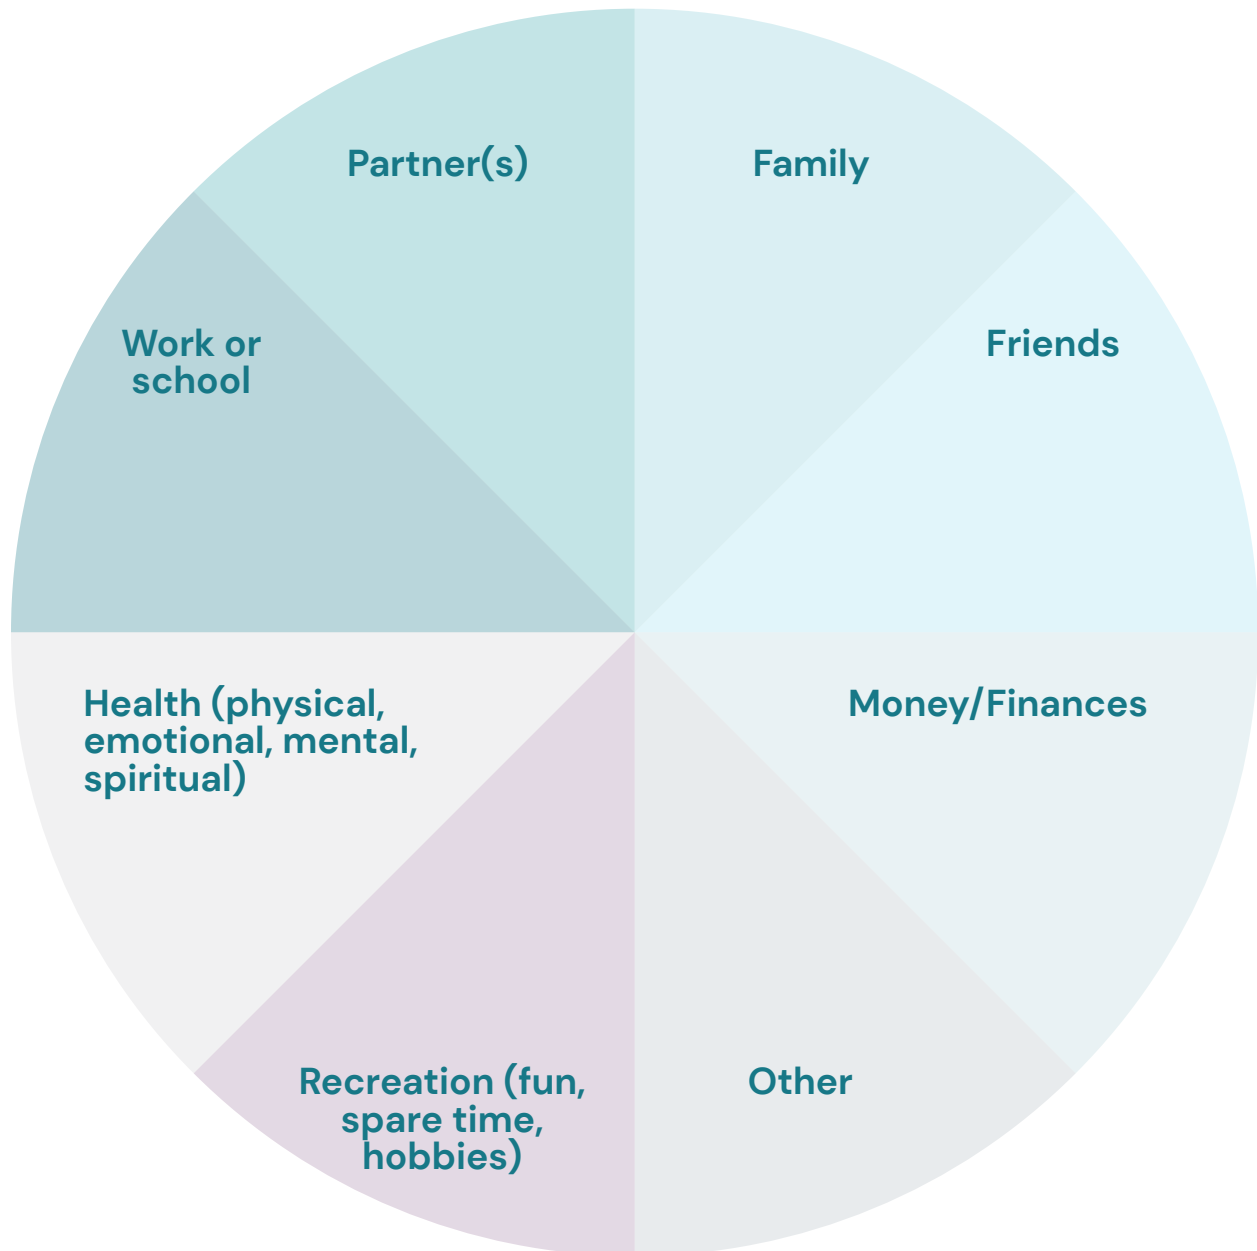 Partner(s)
Family
Work or
school
Friends
Health (physical,
emotional, mental,
spiritual)
Money/Finances
Recreation (fun,
spare time,
hobbies)
Other